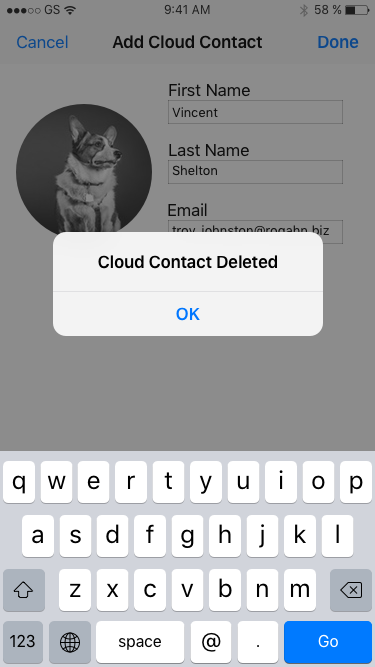 GS 9:41 AM 58 %
Cancel Add Cloud Contact Done
First Name
Vincent
Last Name
Shelton
Email
troy_johnston@rogahn.biz
Cloud Contact Deleted
OK
q w e r t y u i o p
a s d f g h j k l
z x c v b n m
123 space @ . Go